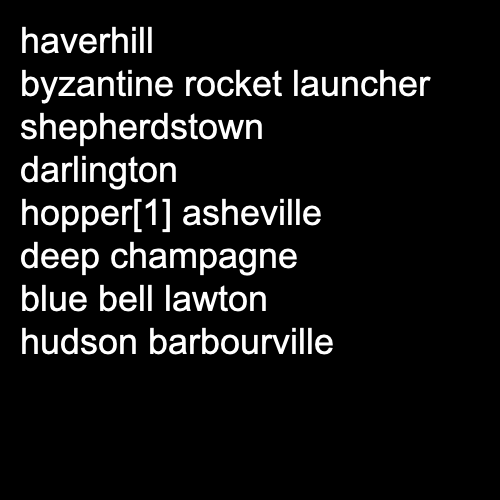 haverhill
byzantine rocket launcher
shepherdstown
darlington
hopper[1] asheville
deep champagne
blue bell lawton
hudson barbourville